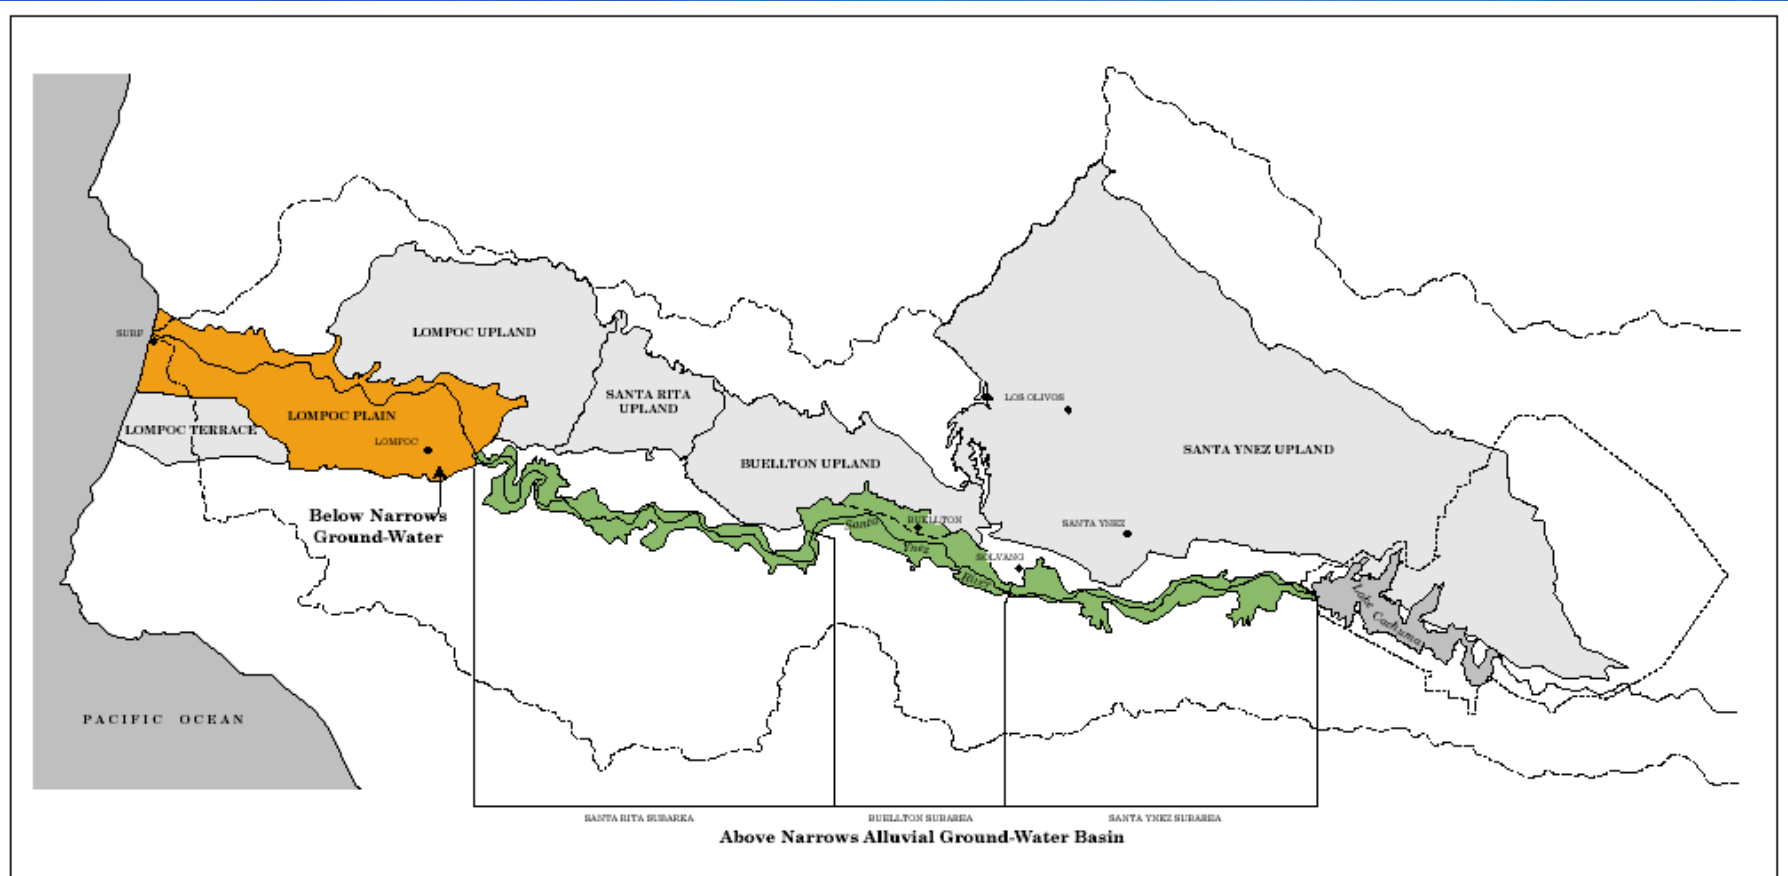 LOMPOC UPLAND
SURF
SANTA RITA
UPLAND
LOS OLIVOS
LOMPOC PLAIN
LOMPOC TERRACE
LOMPOC
SANTA YNEZ UPLAND
BUELLTON UPLAND
Below Narrows
Ground-Water
Santa
BUELLTON
SANTA YNEZ
Ynez
SOLVANG
River
Lake Cachuma
PACIFIC OCEAN
SANTA RITA SUBAREA
BUELLTON SUBAREA
SANTA YNEZ SUBAREA
Above Narrows Alluvial Ground-Water Basin